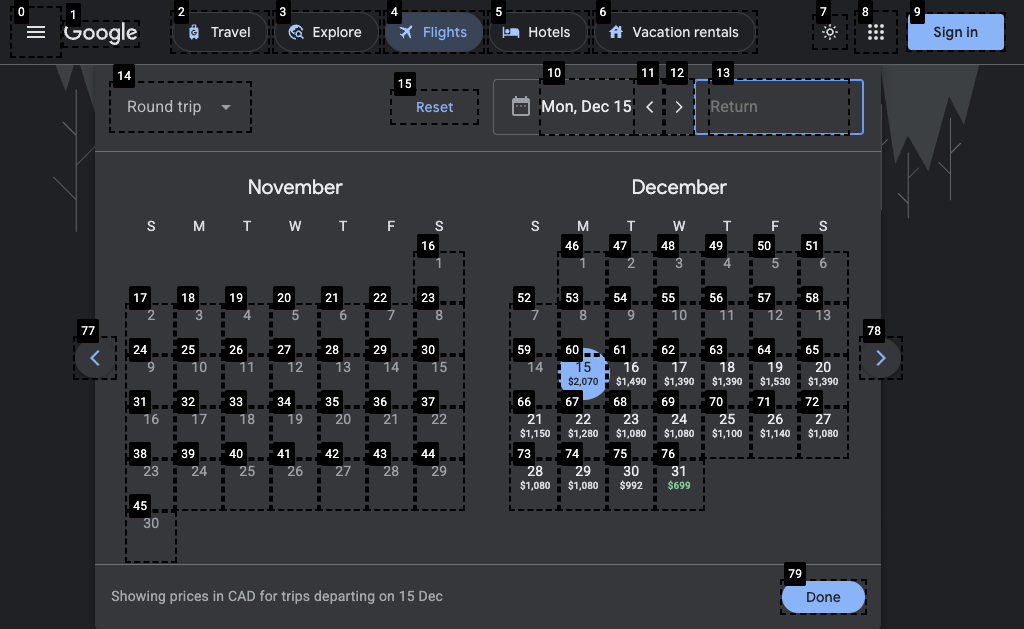 0 1 2 3 4 5 6 7 8 9
Google Travel Explore Flights Hotels Vacation rentals Sign in
14 15 10 11 12 13
Round trip Reset Mon, Dec 15 Return
November
S M T W T F S
16
1
17 18 19 20 21 22 23
2 3 4 5 6 7 8
24 25 26 27 28 29 30
9 10 11 12 13 14 15
31 32 33 34 35 36 37
16 17 18 19 20 21 22
38 39 40 41 42 43 44
23 24 25 26 27 28 29
45
30
December
S M T W T F S
46 47 48 49 50 51
1 2 3 4 5 6
52 53 54 55 56 57 58
7 8 9 10 11 12 13
59 60 61 62 63 64 65
14 15 16 17 18 19 20
$2,070 $1,490 $1,390 $1,390 $1,530 $1,390
66 67 68 69 70 71 72
21 22 23 24 25 26 27
$1,150 $1,280 $1,080 $1,080 $1,100 $1,140 $1,080
73 74 75 76
28 29 30 31
$1,080 $1,080 $992 $699
77 78
79
Showing prices in CAD for trips departing on 15 Dec Done